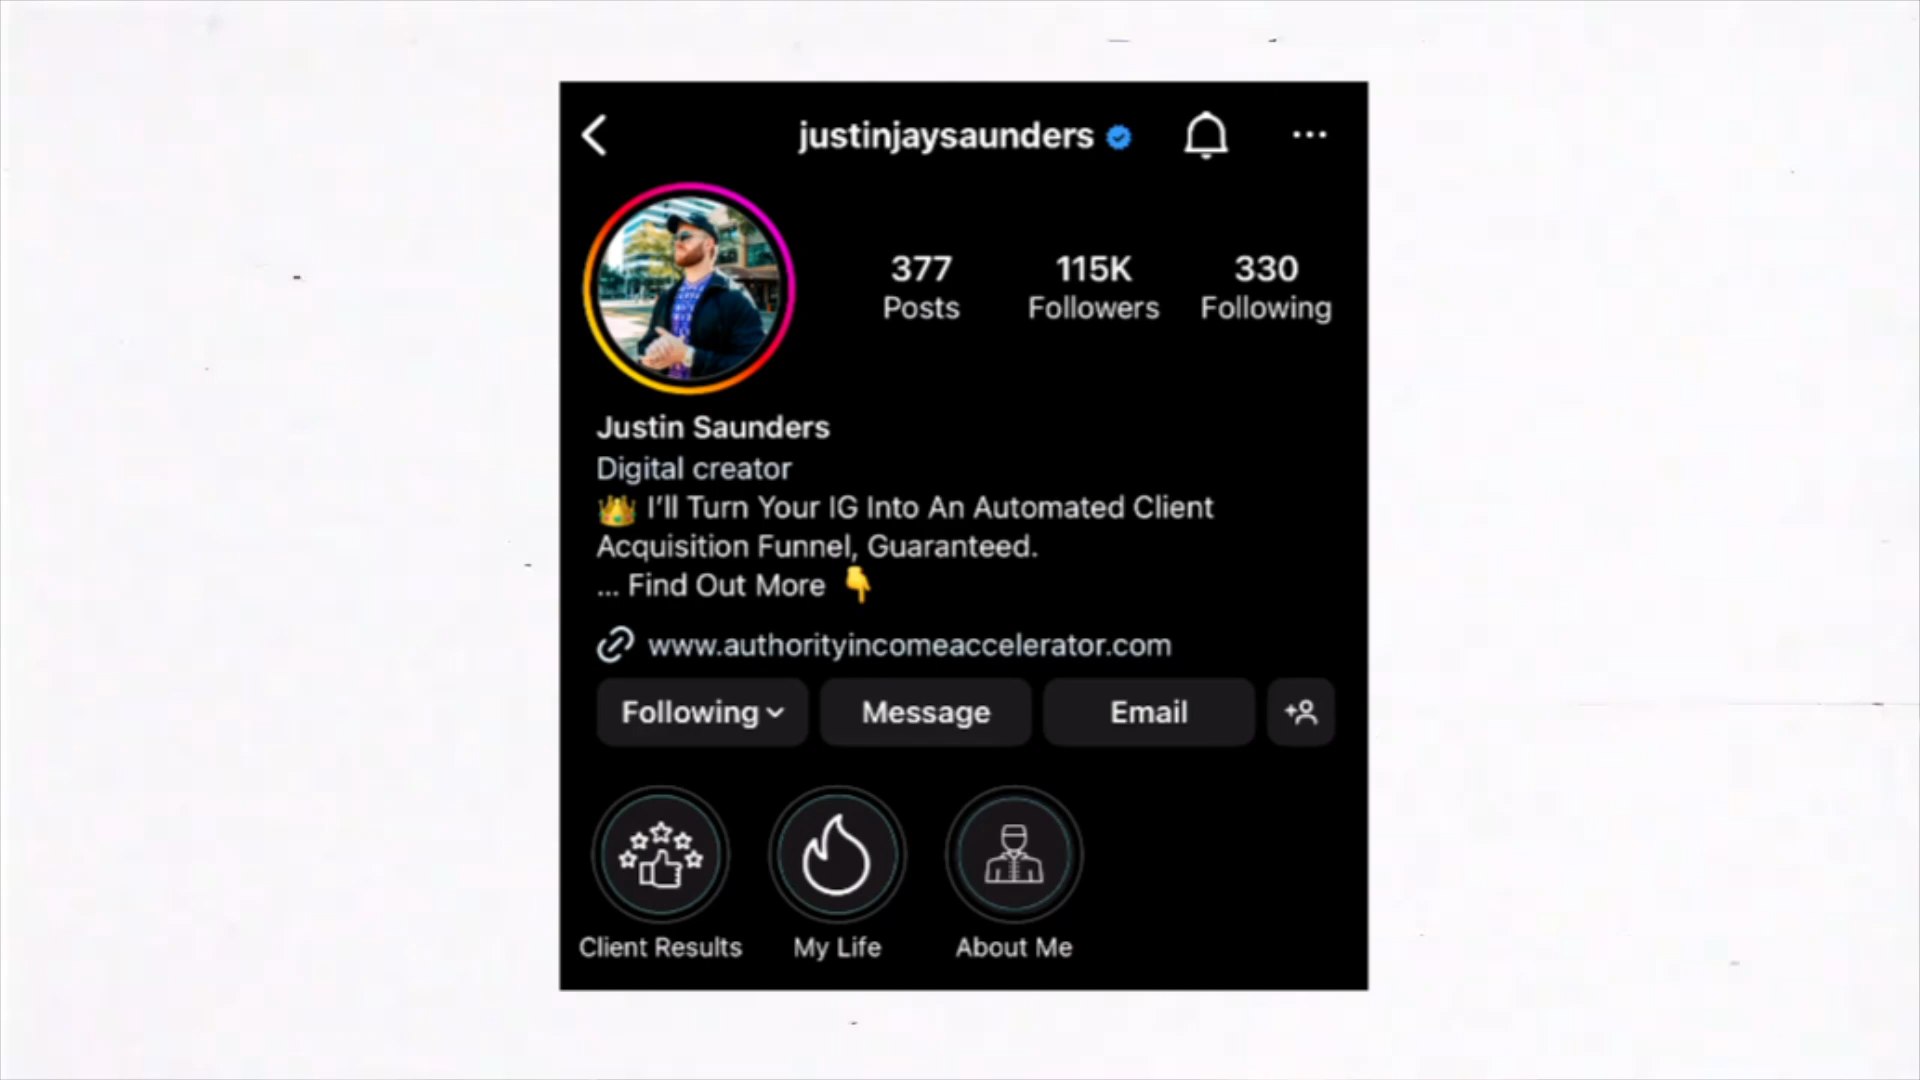 justinjaysaunders
377 115K 330
Posts Followers Following
Justin Saunders
Digital creator
👑 I'll Turn Your IG Into An Automated Client
Acquisition Funnel, Guaranteed.
... Find Out More 👇
www.authorityincomeaccelerator.com
Following Message Email
Client Results My Life About Me